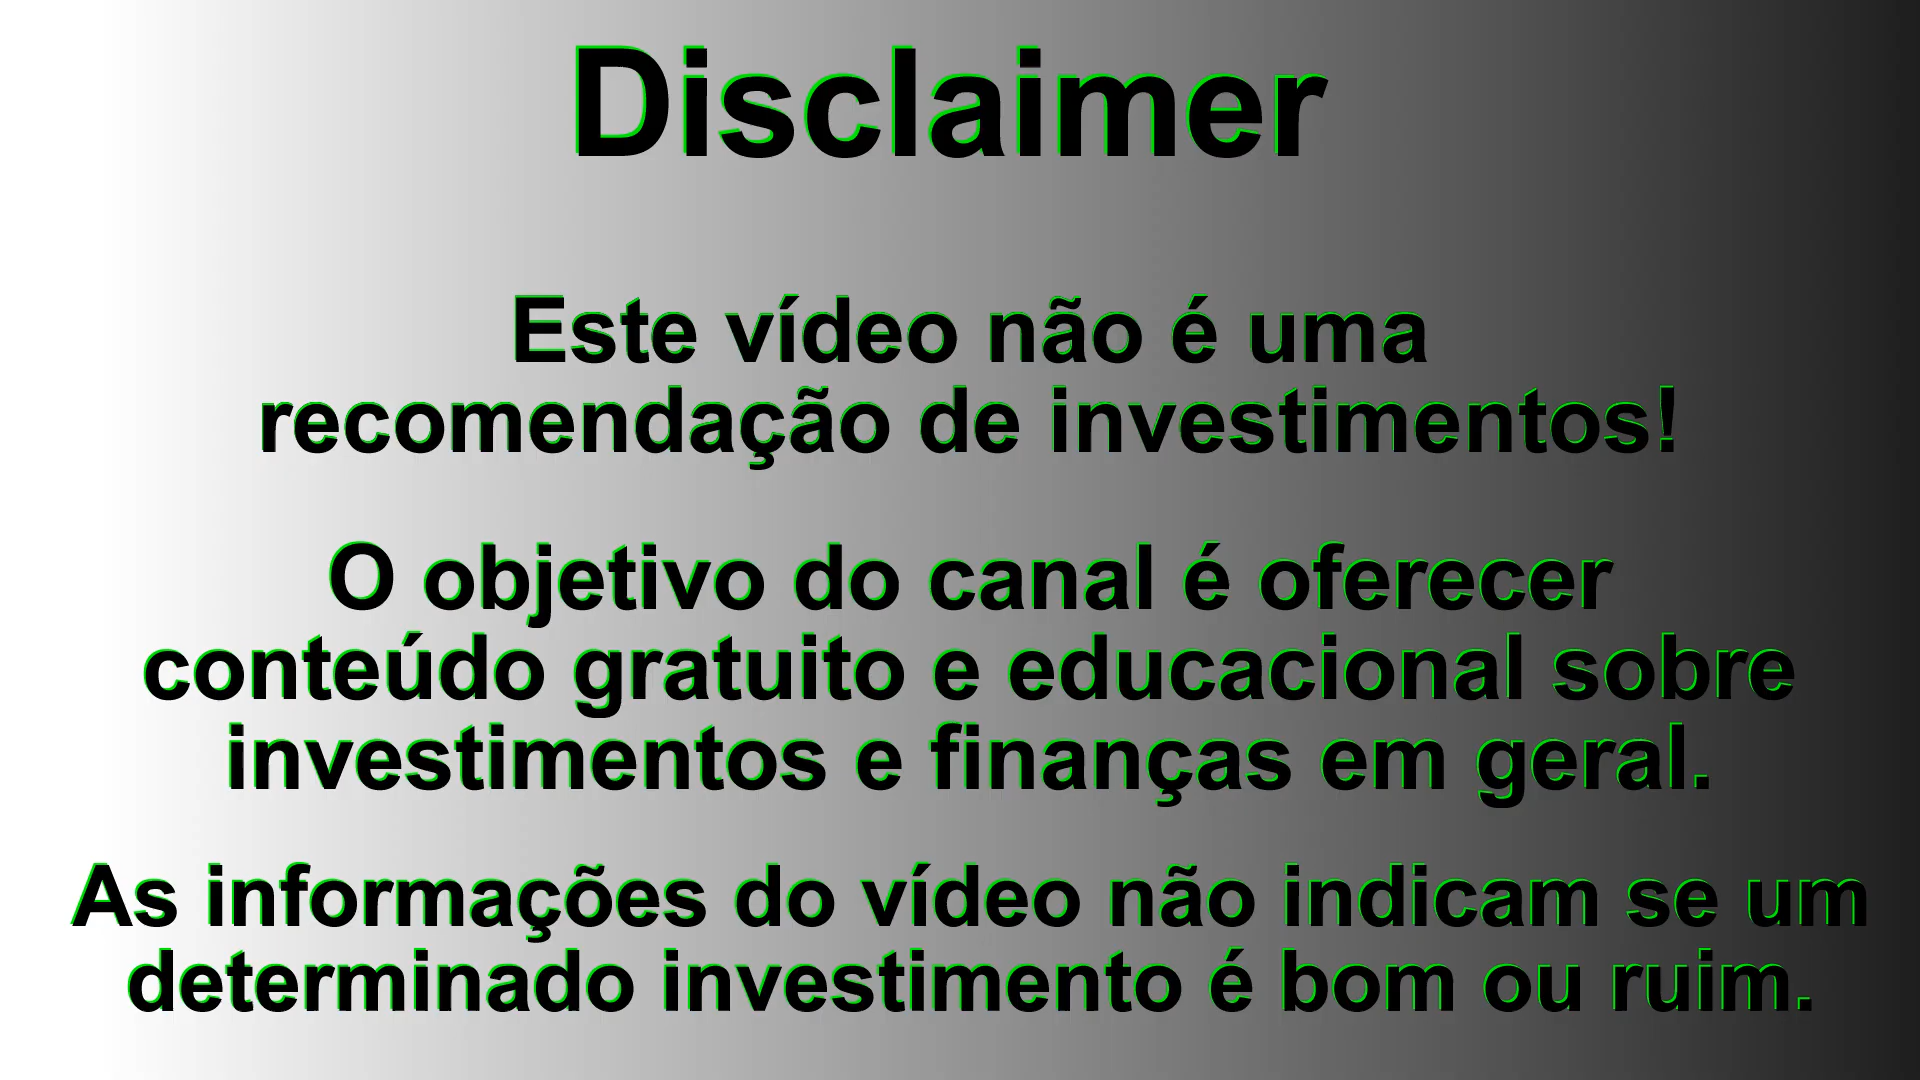 Disclaimer
Este vídeo não é uma
recomendação de investimentos!
O objetivo do canal é oferecer
conteúdo gratuito e educacional sobre
investimentos e finanças em geral.
As informações do vídeo não indicam se um
determinado investimento é bom ou ruim.